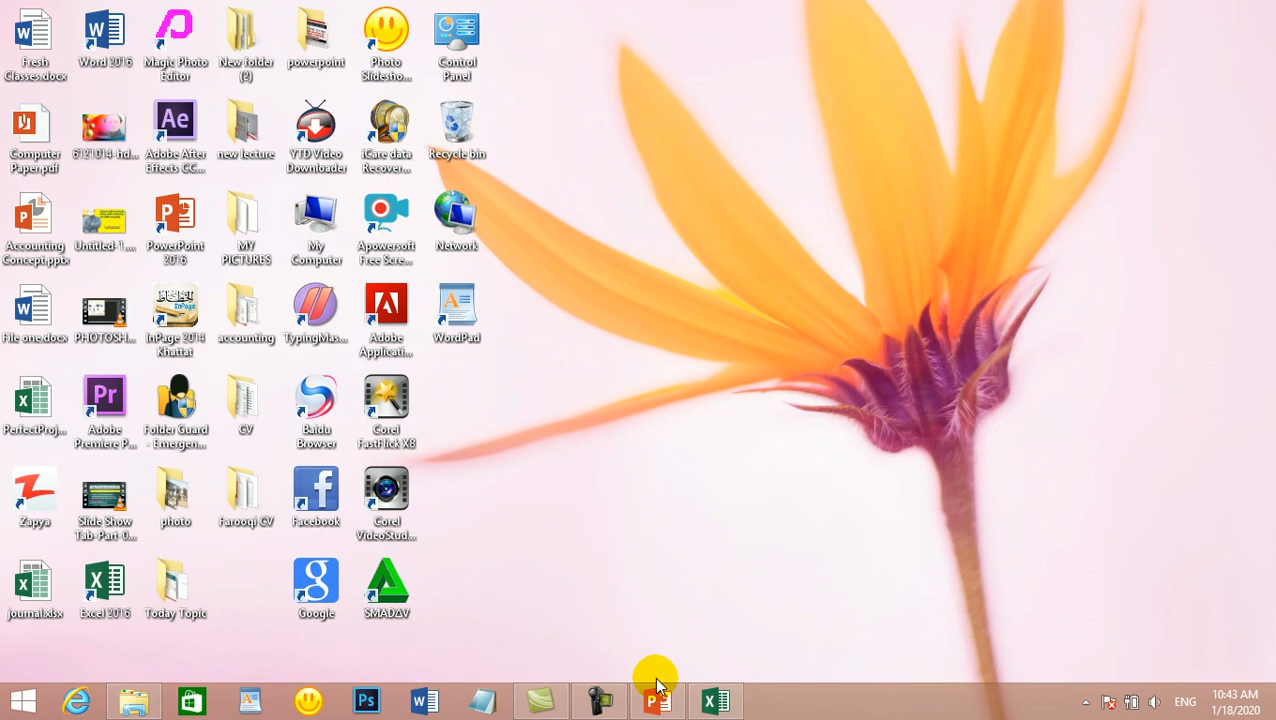 Fresh
Classes.docx
Word 2016
Magic Photo
Editor
New folder
(2)
powerpoint
Photo
Slidesho...
Control
Panel
Computer
Paper.pdf
6121014-hd...
Adobe After
Effects CC...
new lecture
YTD Video
Downloader
iCare data
Recover...
Recycle bin
Accounting
Concept.pptx
Untitled-1....
PowerPoint
2016
MY
PICTURES
My
Computer
Apowersoft
Free Scre...
Network
File one.docx
PHOTOSH...
InPage 2014
Khattat
accounting
TypingMas...
Adobe
Applicati...
WordPad
PerfectProj...
Adobe
Premiere P...
Folder Guard
- Emergen...
CV
Baidu
Browser
Corel
FastFlick X8
Zapya
Slide Show
Tab-Part-0...
photo
Farooqi CV
Facebook
Corel
VideoStud...
journal.xlsx
Excel 2016
Today Topic
Google
SMADAV
ENG
10:43 AM
1/18/2020